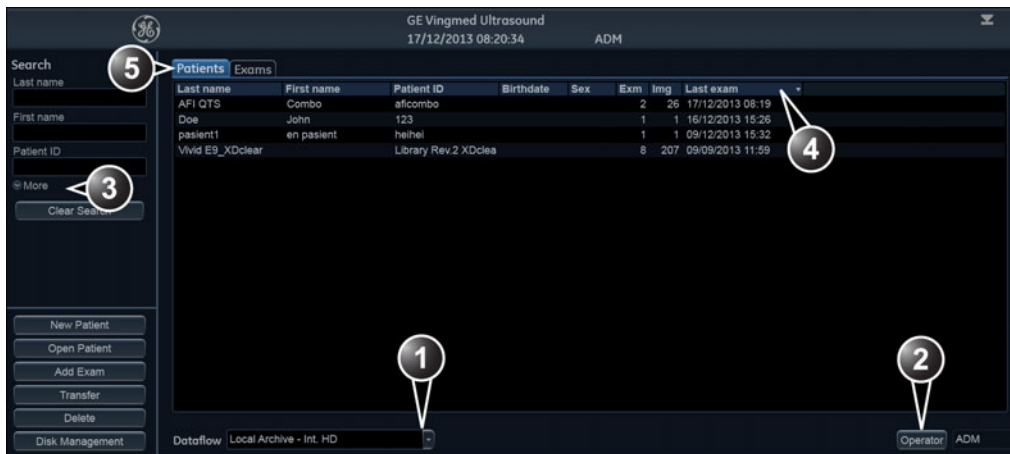 GE Vingmed Ultrasound
17/12/2013 08:20:34 ADM
Search
Last name
First name
Patient ID
More
Clear Search
New Patient
Open Patient
Add Exam
Transfer
Delete
Disk Management
5
Patients Exams
Last name First name Patient ID Birthdate Sex Exm Img Last exam
AFI QTS Combo aficombo 2 26 17/12/2013 08:19
Doe John 123 1 1 16/12/2013 15:26
pasient1 en pasient heihei 1 1 09/12/2013 15:32
Vivid E9_XDclear Library Rev.2 XDclea 8 207 09/09/2013 11:59
4
3
1
2
Dataflow Local Archive - Int. HD
Operator ADM